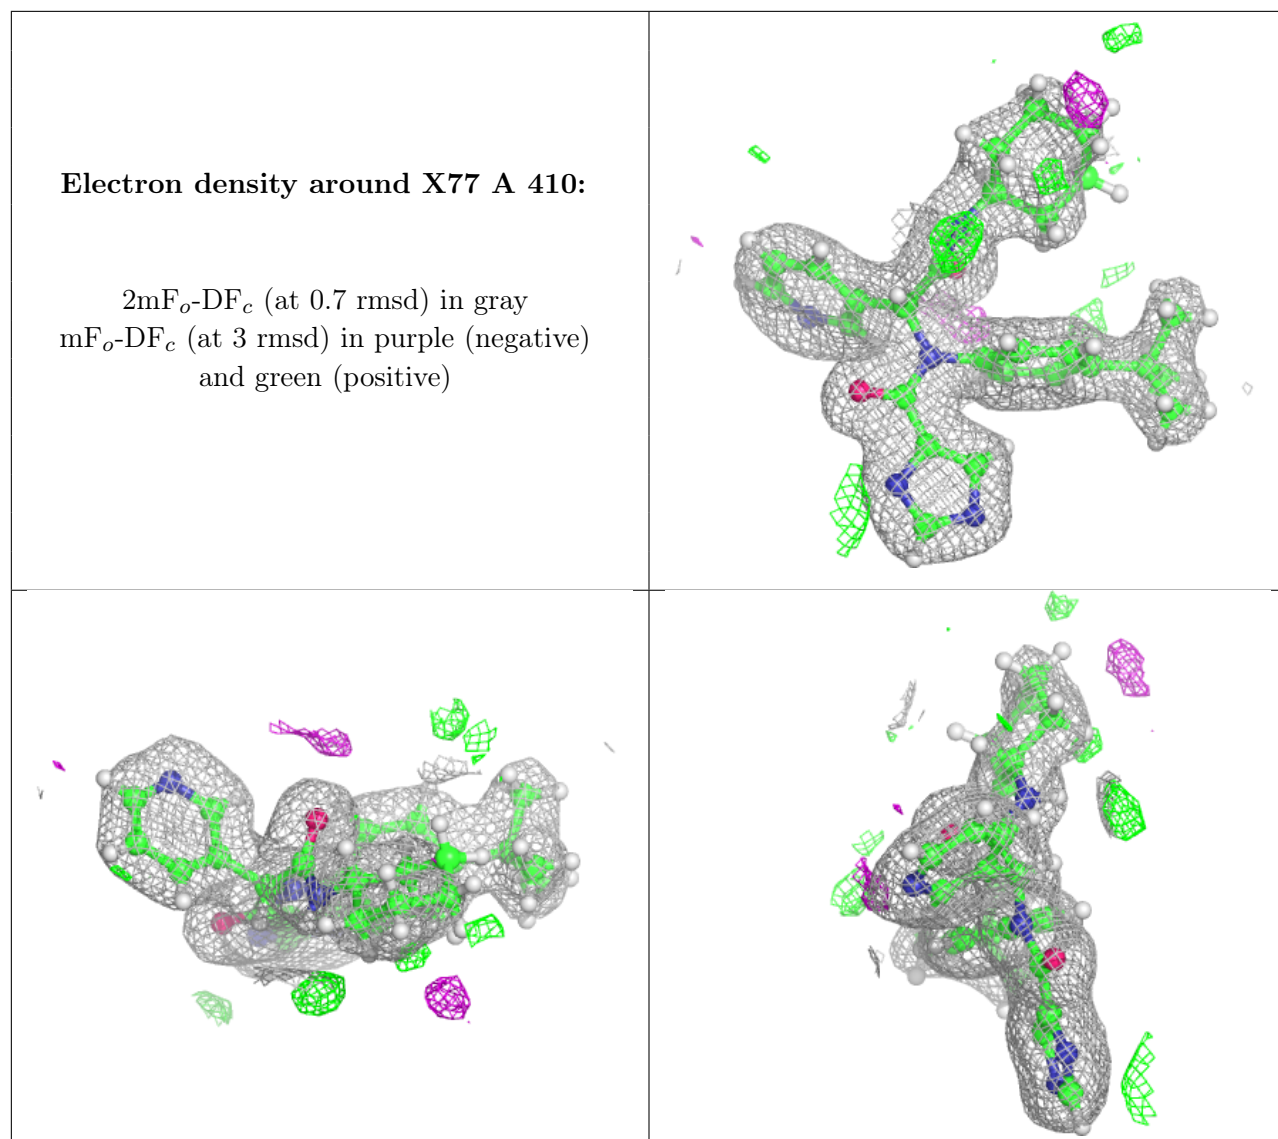 Electron density around X77 A 410:
2mFo-DFc (at 0.7 rmsd) in gray
mFo-DFc (at 3 rmsd) in purple (negative)
and green (positive)